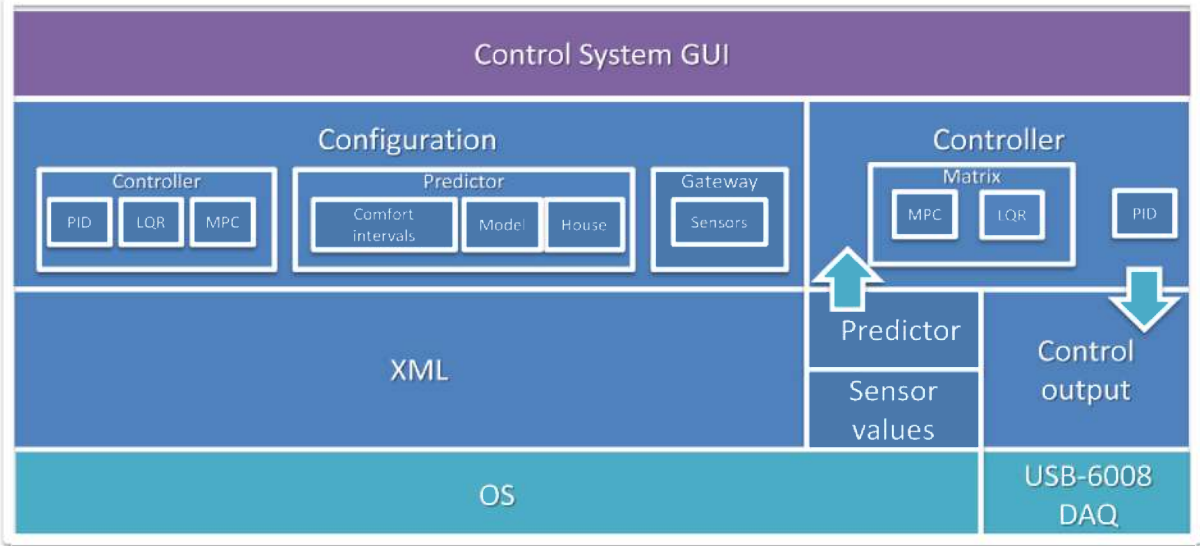 Control System GUI
Configuration
Controller
PID
LQR
MPC
Predictor
Comfort
intervals
Model
House
Gateway
Sensors
Controller
Matrix
MPC
LQR
PID
XML
Predictor
Sensor
values
Control
output
OS
USB-6008
DAQ